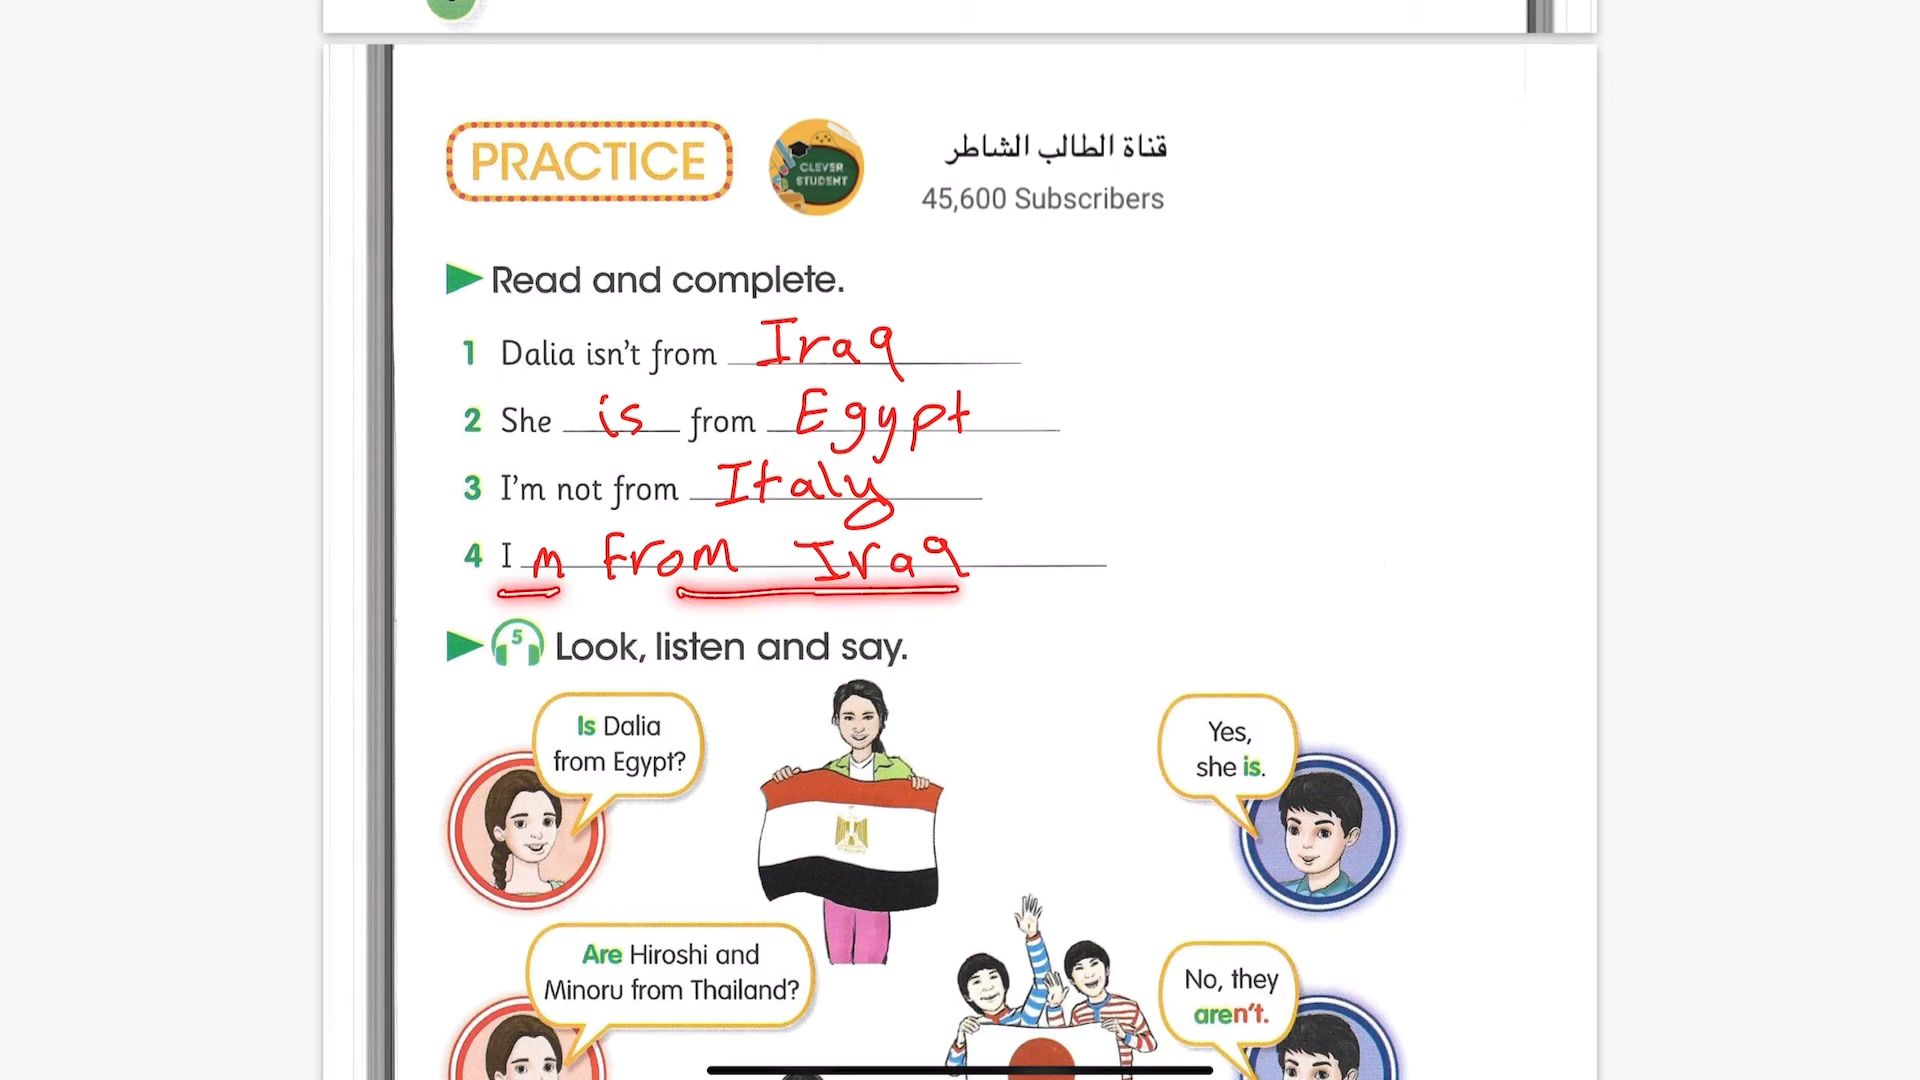 PRACTICE
CLEVER
STUDENT
قناة الطالب الشاطر
45,600 Subscribers
Read and complete.
1 Dalia isn't from Iraq
2 She is from Egypt
3 I'm not from Italy
4 I m From Iraq
5 Look, listen and say.
Is Dalia
from Egypt?
Yes,
she is.
Are Hiroshi and
Minoru from Thailand?
No, they
aren't.